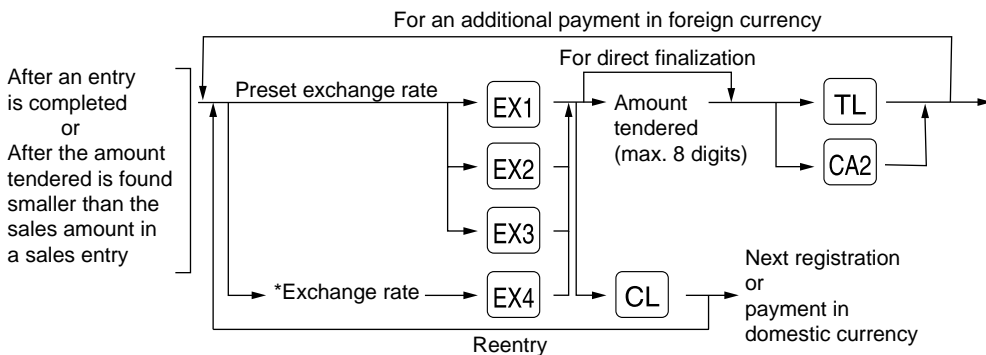 For an additional payment in foreign currency
For direct finalization
After an entry
is completed
or
After the amount
tendered is found
smaller than the
sales amount in
a sales entry
Preset exchange rate
EX1
EX2
EX3
*Exchange rate
EX4
Amount
tendered
(max. 8 digits)
TL
CA2
CL
Next registration
or
payment in
domestic currency
Reentry